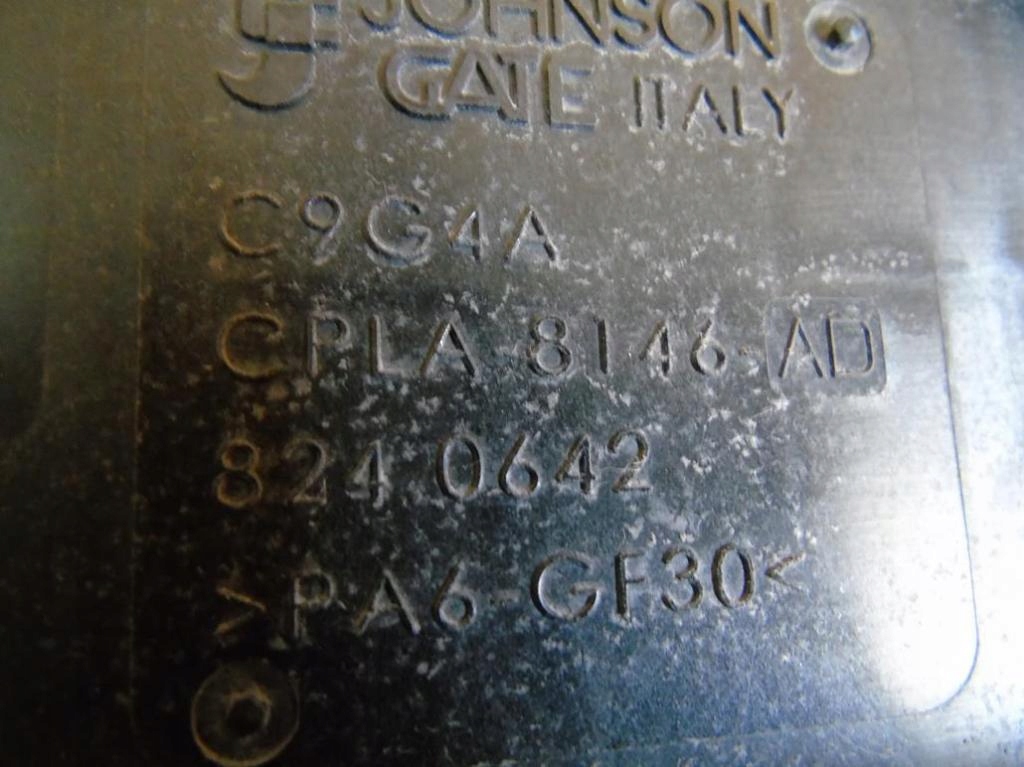 JOHNSON
GATE ITALY
C9G4A
CPLA 8146-AD
824 0642
>PA6-GF30<